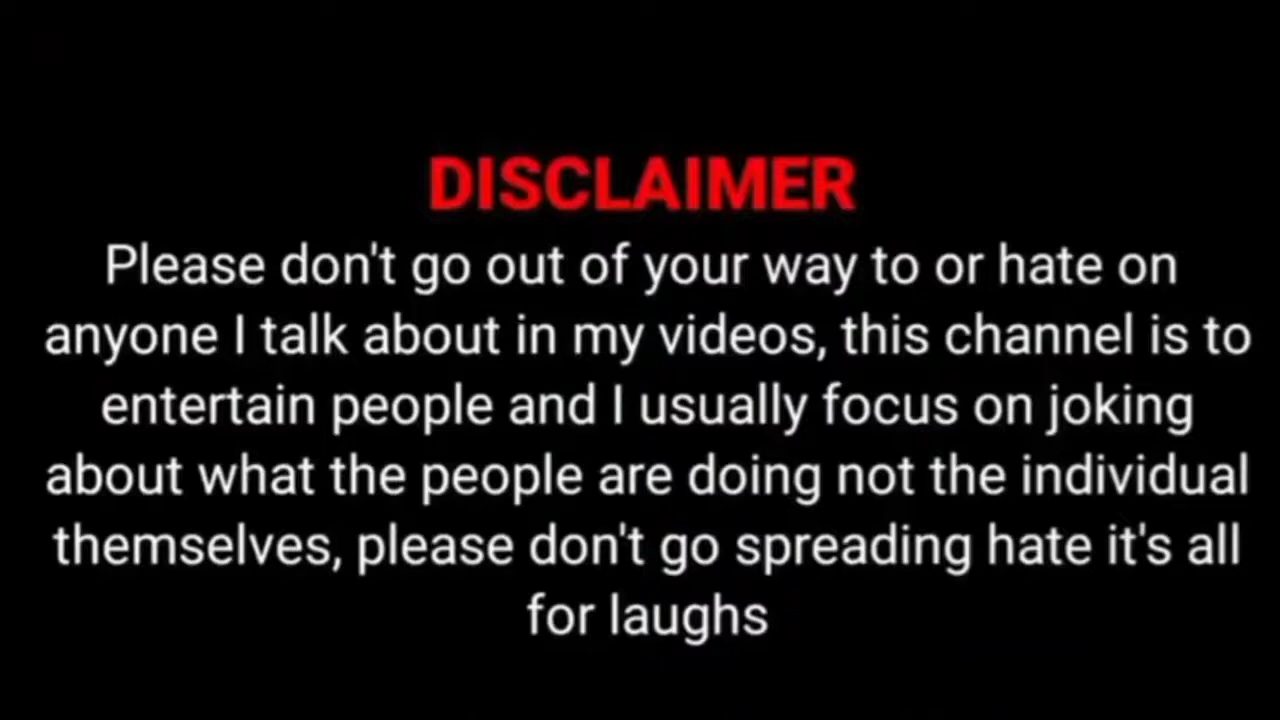 DISCLAIMER
Please don't go out of your way to or hate on
anyone I talk about in my videos, this channel is to
entertain people and I usually focus on joking
about what the people are doing not the individual
themselves, please don't go spreading hate it's all
for laughs